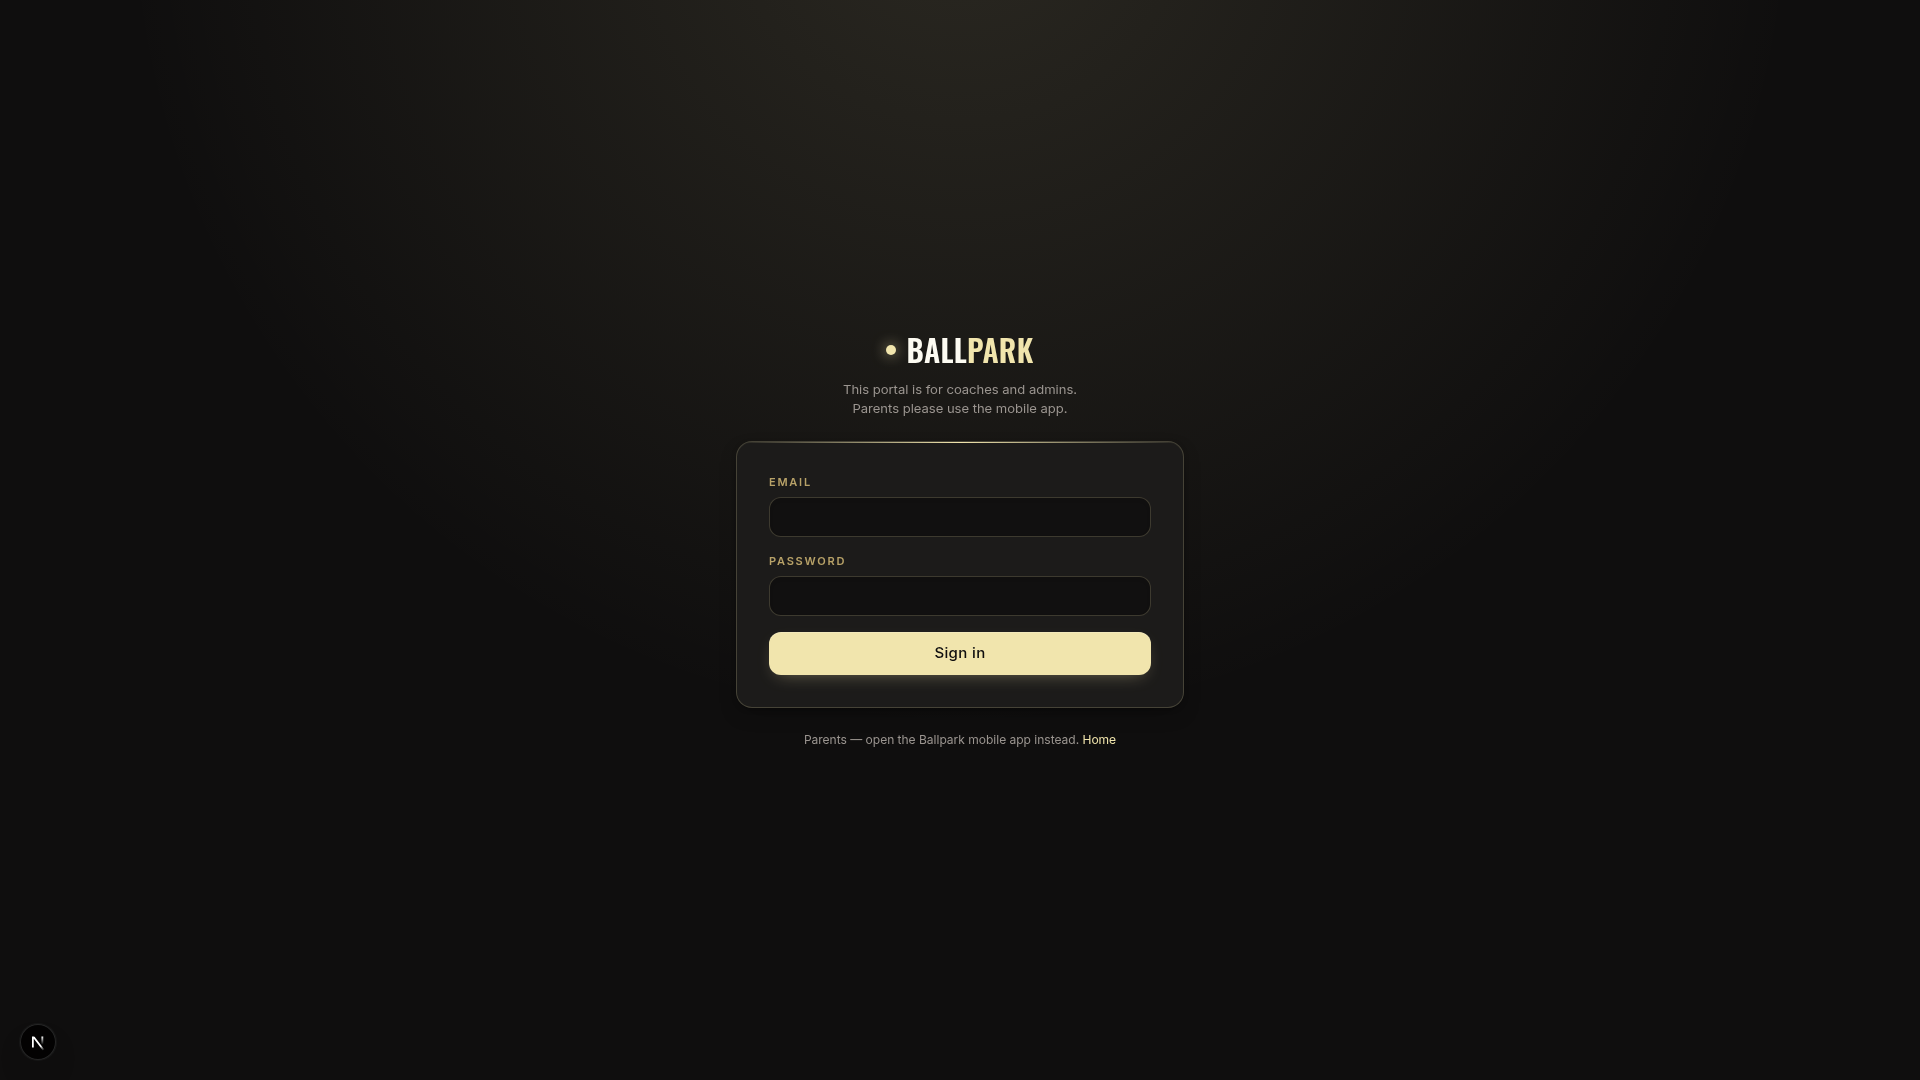 BALLPARK
This portal is for coaches and admins.
Parents please use the mobile app.
EMAIL
PASSWORD
Sign in
Parents — open the Ballpark mobile app instead. Home
N